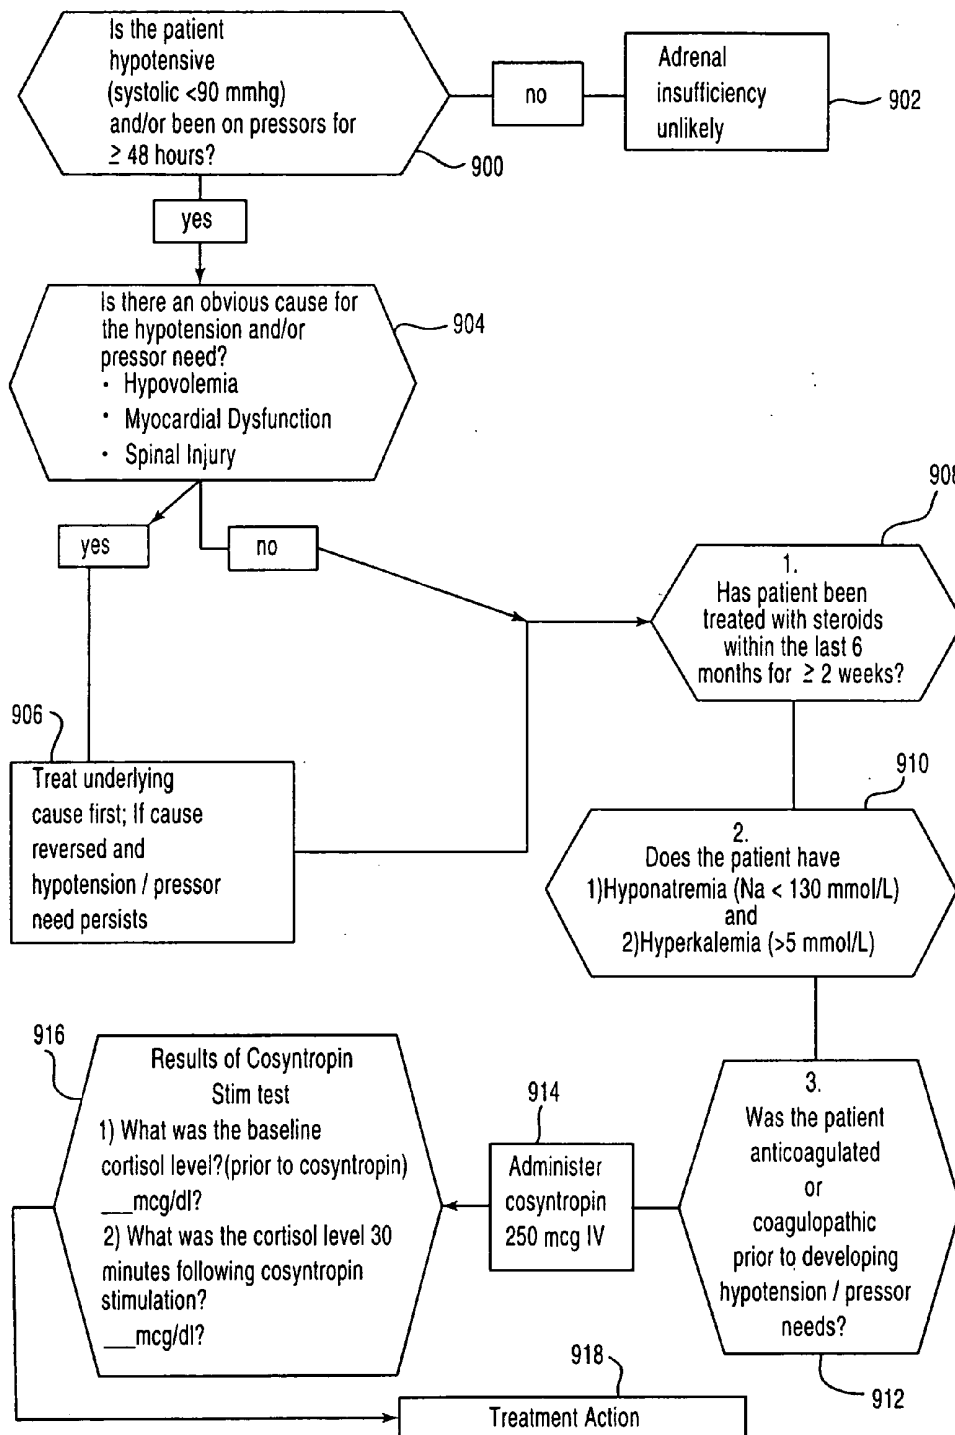 Is the patient
hypotensive
(systolic <90 mmhg)
and/or been on pressors for
≥ 48 hours?
900
no
Adrenal
insufficiency
unlikely
902
yes
Is there an obvious cause for
the hypotension and/or
pressor need?
• Hypovolemia
• Myocardial Dysfunction
• Spinal Injury
904
yes
no
906
Treat underlying
cause first; If cause
reversed and
hypotension / pressor
need persists
908
1.
Has patient been
treated with steroids
within the last 6
months for ≥ 2 weeks?
910
2.
Does the patient have
1)Hyponatremia (Na < 130 mmol/L)
and
2)Hyperkalemia (>5 mmol/L)
3.
Was the patient
anticoagulated
or
coagulopathic
prior to developing
hypotension / pressor
needs?
912
914
Administer
cosyntropin
250 mcg IV
916
Results of Cosyntropin
Stim test
1) What was the baseline
cortisol level?(prior to cosyntropin)
___mcg/dl?
2) What was the cortisol level 30
minutes following cosyntropin
stimulation?
___mcg/dl?
918
Treatment Action